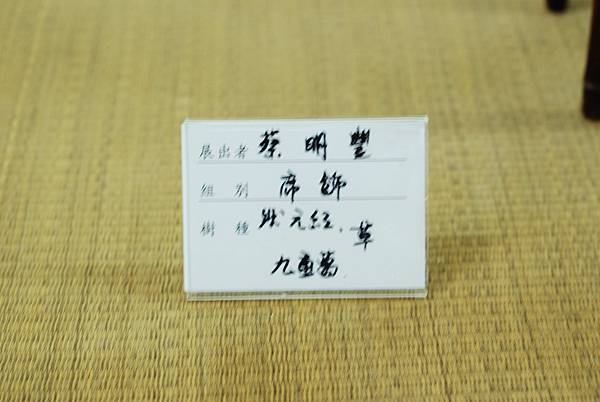 展出者 蔡明豐
組別 席飾
樹種 狀元紅、草
九重葛